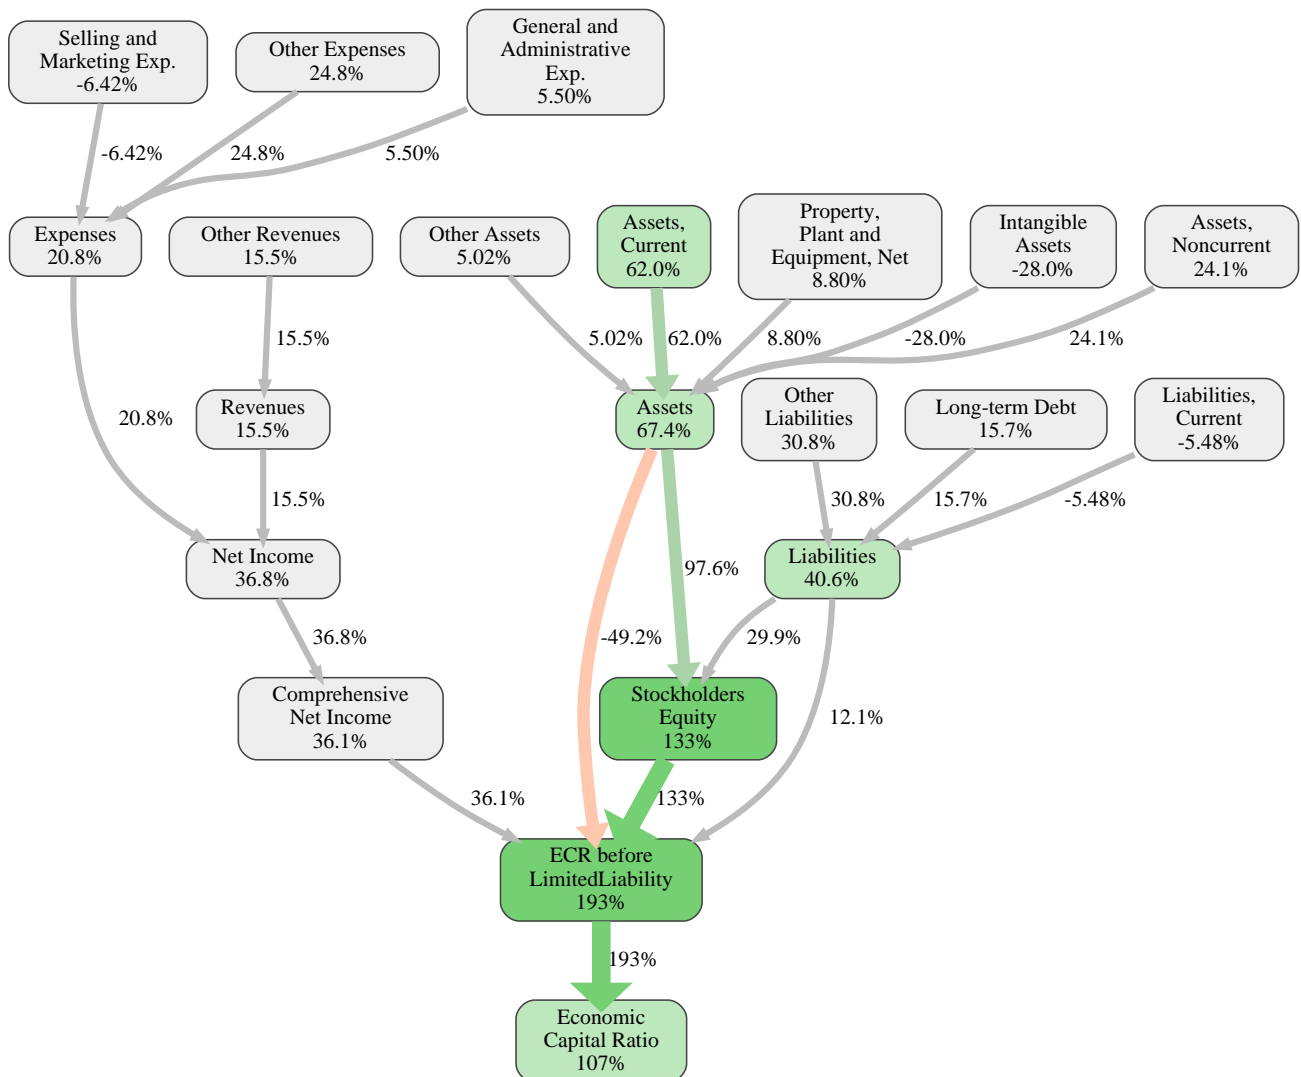 Selling and
Marketing Exp.
-6.42%
Other Expenses
24.8%
General and
Administrative
Exp.
5.50%
-6.42%
24.8%
5.50%
Expenses
20.8%
Other Revenues
15.5%
Other Assets
5.02%
Assets,
Current
62.0%
Property,
Plant and
Equipment, Net
8.80%
Intangible
Assets
-28.0%
Assets,
Noncurrent
24.1%
15.5%
5.02%
62.0%
8.80%
-28.0%
24.1%
20.8%
Revenues
15.5%
Assets
67.4%
Other
Liabilities
30.8%
Long-term Debt
15.7%
Liabilities,
Current
-5.48%
15.5%
30.8%
15.7%
-5.48%
Net Income
36.8%
97.6%
Liabilities
40.6%
36.8%
-49.2%
29.9%
Comprehensive
Net Income
36.1%
Stockholders
Equity
133%
12.1%
36.1%
133%
ECR before
LimitedLiability
193%
193%
Economic
Capital Ratio
107%